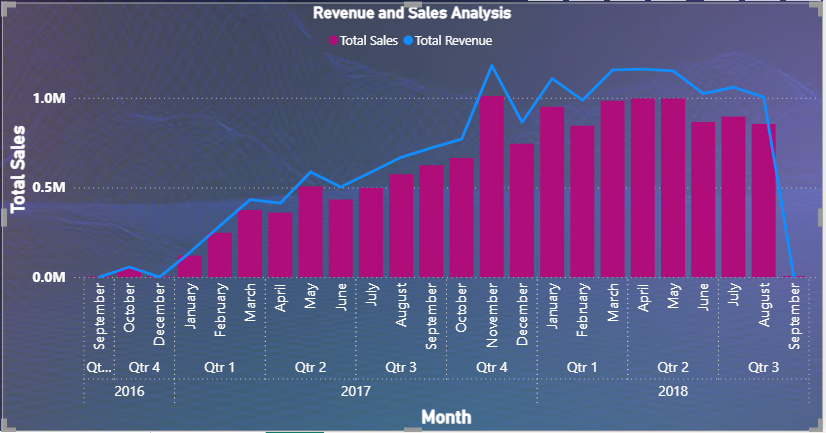 Revenue and Sales Analysis
Total Sales Total Revenue
1.0M
0.5M
0.0M
Total Sales
September October December January February March April May June July August September October November December January February March April May June July August September
Qt... Qtr 4 Qtr 1 Qtr 2 Qtr 3 Qtr 4 Qtr 1 Qtr 2 Qtr 3
2016 2017 2018
Month